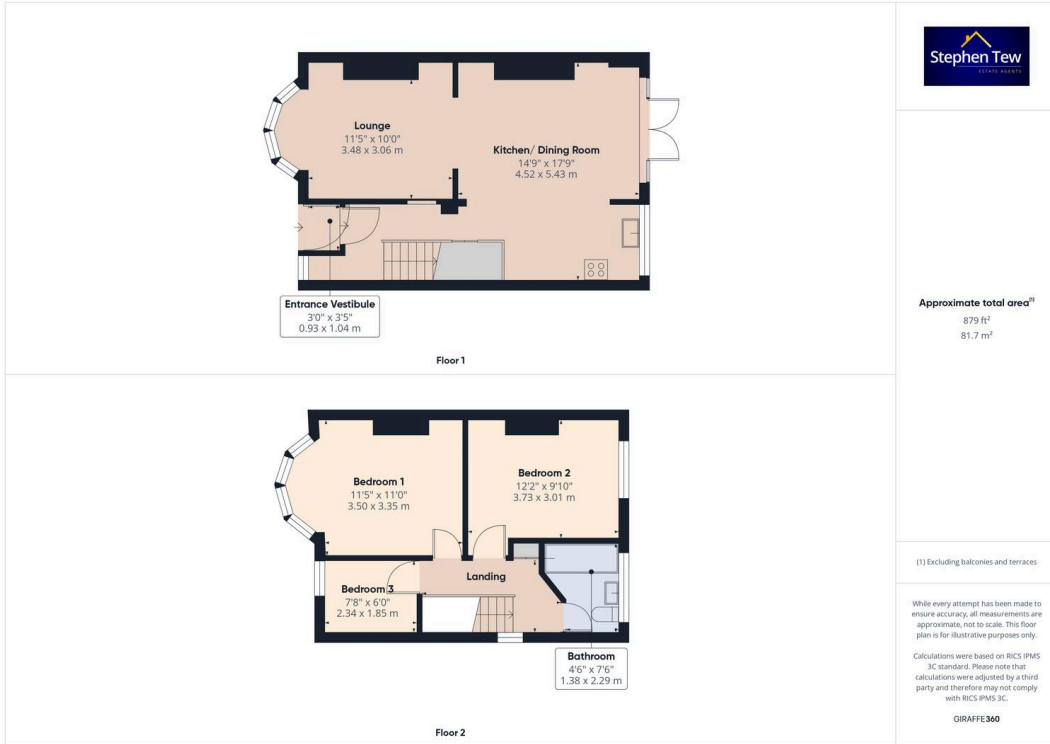 Lounge
11'5" x 10'0"
3.48 x 3.06 m
Kitchen/ Dining Room
14'9" x 17'9"
4.52 x 5.43 m
Entrance Vestibule
3'0" x 3'5"
0.93 x 1.04 m
Floor 1
Bedroom 1
11'5" x 11'0"
3.50 x 3.35 m
Bedroom 2
12'2" x 9'10"
3.73 x 3.01 m
Landing
Bedroom 3
7'8" x 6'0"
2.34 x 1.85 m
Bathroom
4'6" x 7'6"
1.38 x 2.29 m
Floor 2
Stephen Tew
ESTATE AGENTS
Approximate total area(1)
879 ft²
81.7 m²
(1) Excluding balconies and terraces
While every attempt has been made to
ensure accuracy, all measurements are
approximate, not to scale. This floor
plan is for illustrative purposes only.
Calculations were based on RICS IPMS
3C standard. Please note that
calculations were adjusted by a third
party and therefore may not comply
with RICS IPMS 3C.
GIRAFFE360